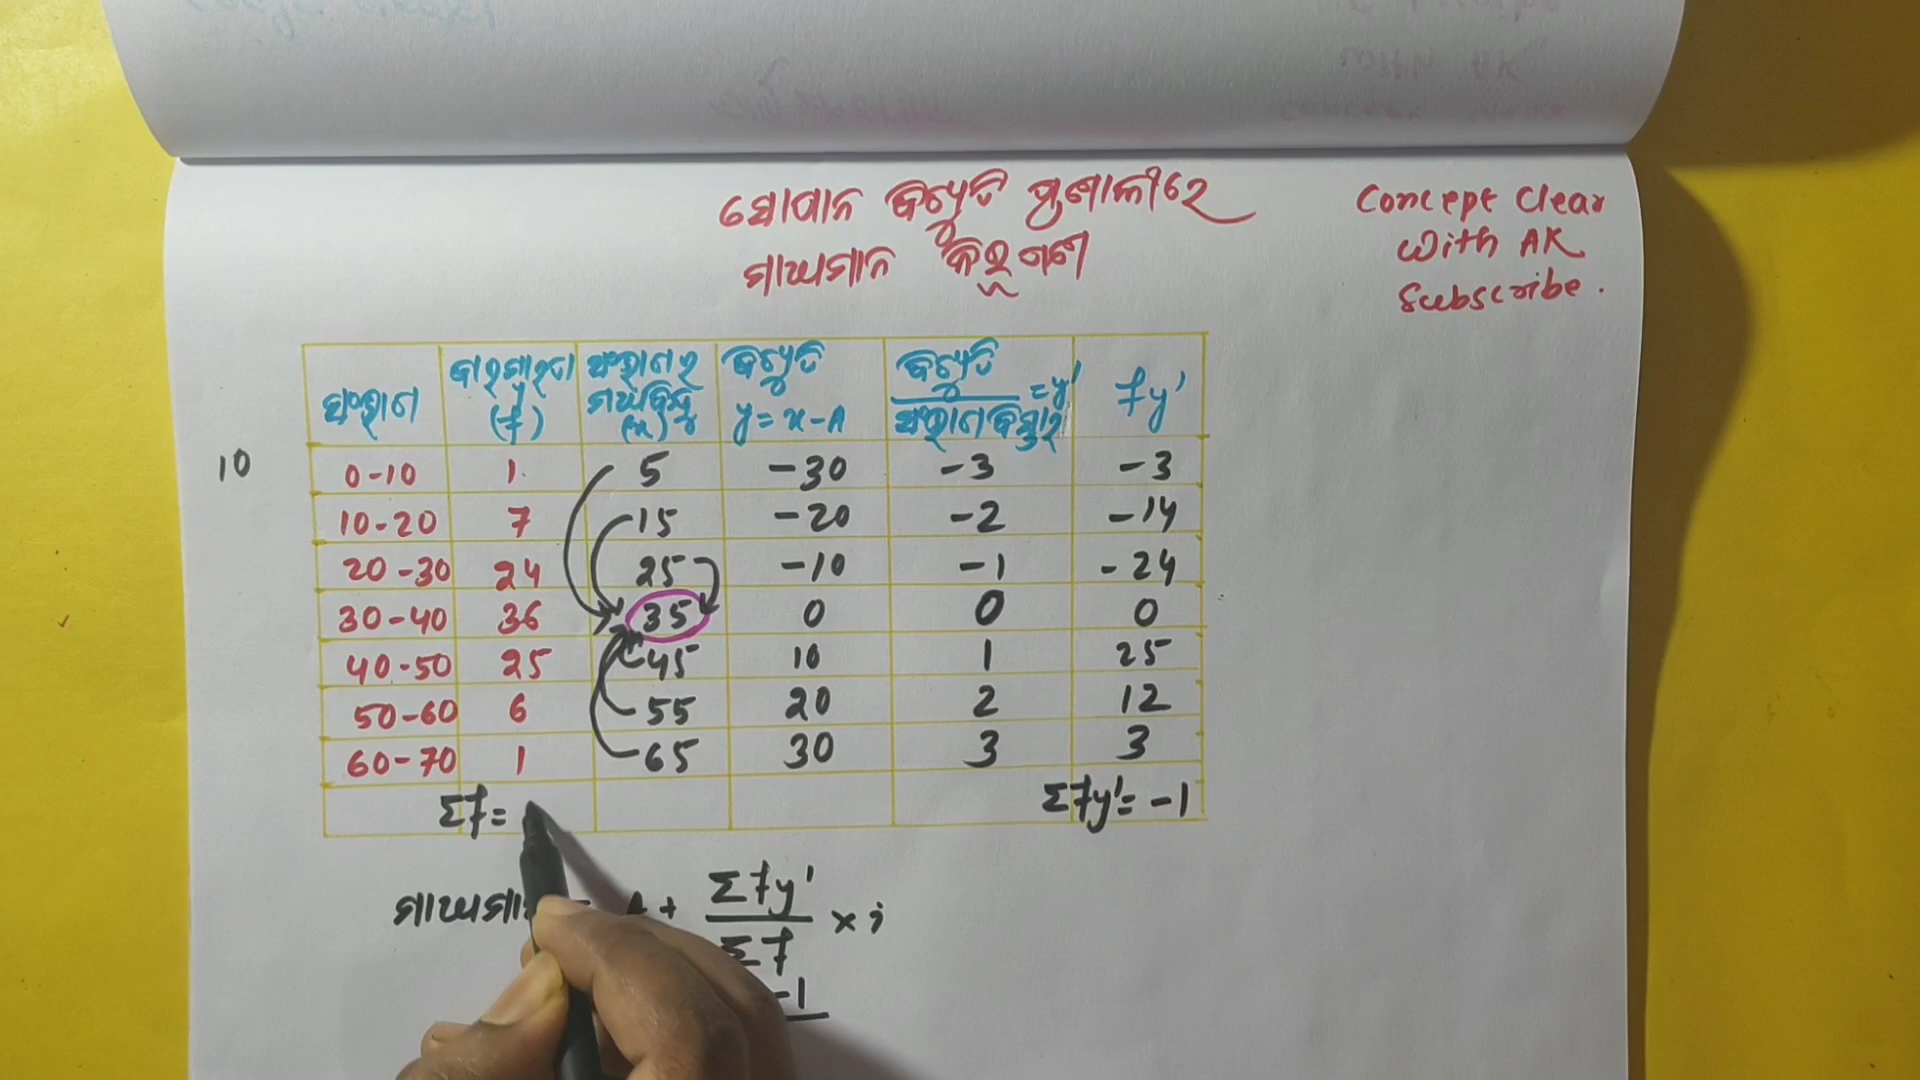 ସୋପାନ ବିଚ୍ୟୁତି ପ୍ରଣାଳୀରେ
ମାଧ୍ୟମାନ
Concept Clear
With AK
Subscribe.
ସଂଭାଗ ବାରମ୍ବାରତା (f) ସଂଭାଗର ମଧ୍ୟବିନ୍ଦୁ (x) ବିଚ୍ୟୁତି y = x - A ବିଚ୍ୟୁତି / ସଂଭାଗବିସ୍ତାର = y' fy'
10
0-10 1 5 -30 -3 -3
10-20 7 15 -20 -2 -14
20-30 24 25 -10 -1 -24
30-40 36 35 0 0 0
40-50 25 45 10 1 25
50-60 6 55 20 2 12
60-70 1 65 30 3 3
Σf = Σfy' = -1
A + Σfy' / Σf × i
-1